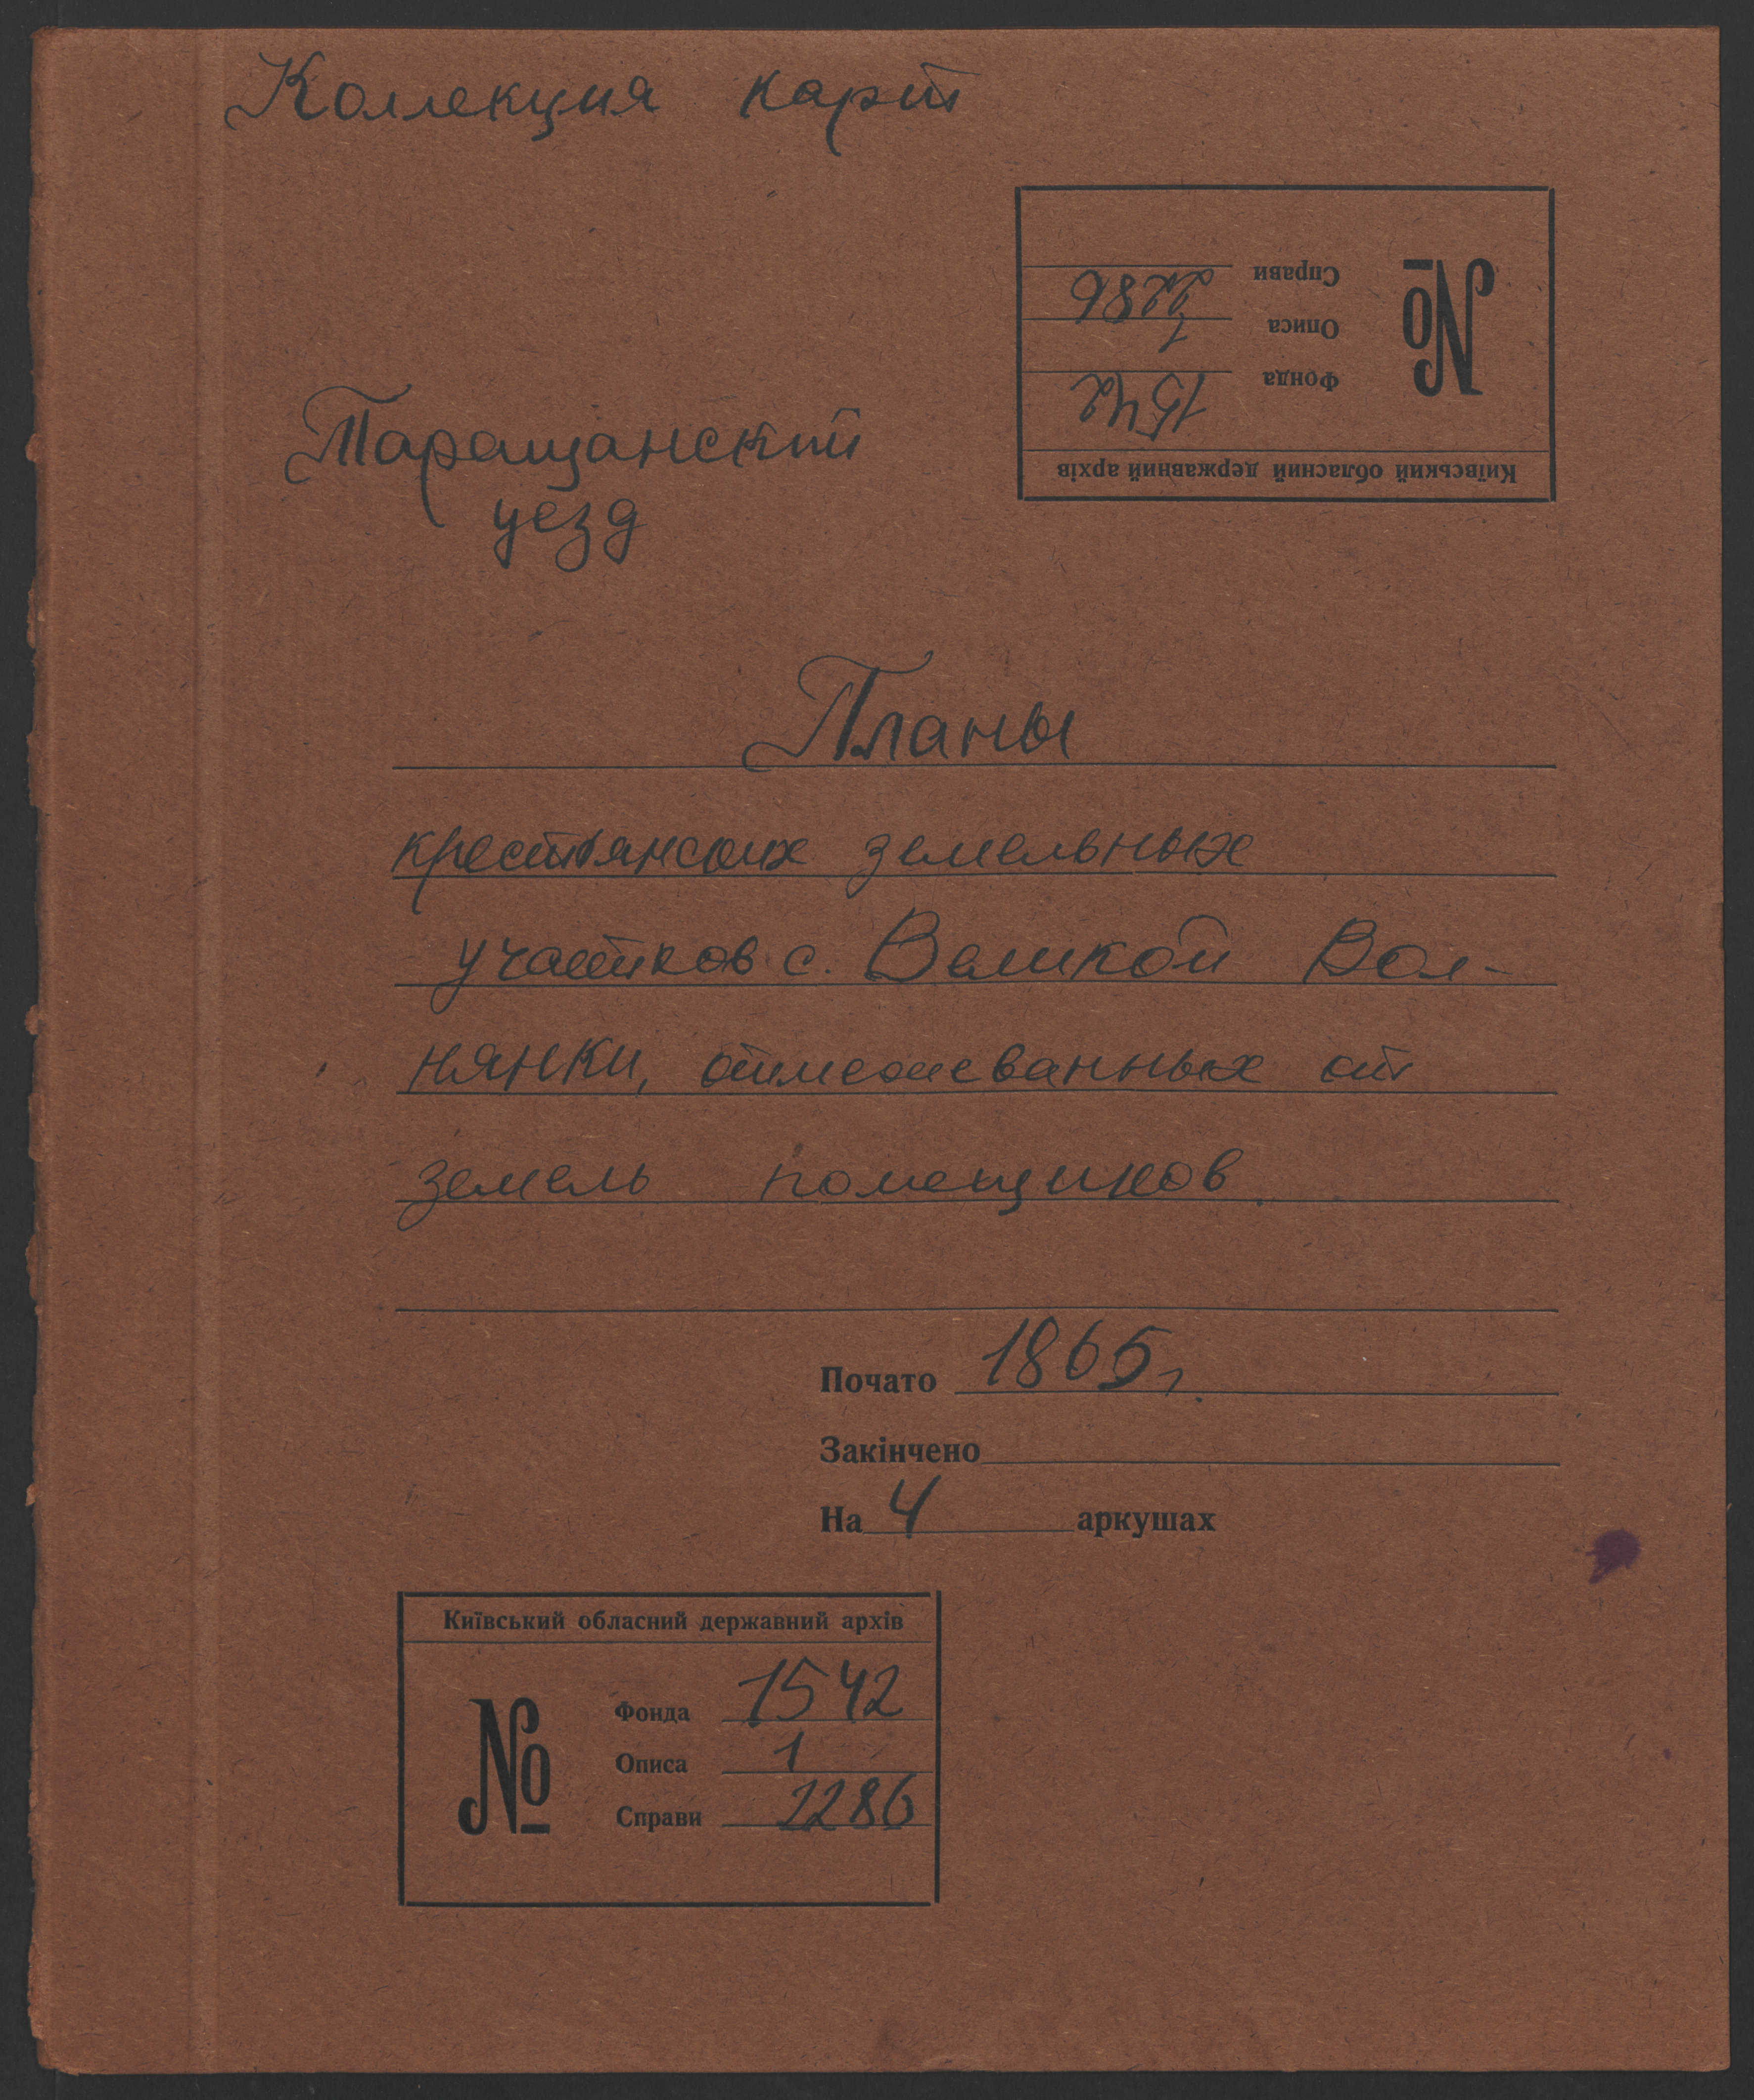 Коллекция карт
Київський обласний державний архів
№
Фонда 1542
Описа 1
Справи 2286
Таращанский
уезд
Планы
крестьянских земельных
участков с. Великой Вол-
нянки, отмежеванных от
земель помещиков.
Почато 1865 г.
Закінчено
На 4 аркушах
Київський обласний державний архів
№
Фонда 1542
Описа 1
Справи 2286